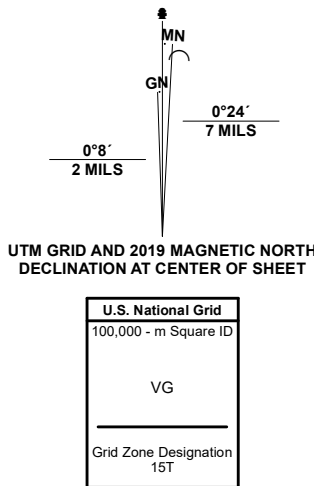 MN
GN
0°24´
7 MILS
0°8´
2 MILS
UTM GRID AND 2019 MAGNETIC NORTH
DECLINATION AT CENTER OF SHEET
U.S. National Grid
100,000 - m Square ID
VG
Grid Zone Designation
15T